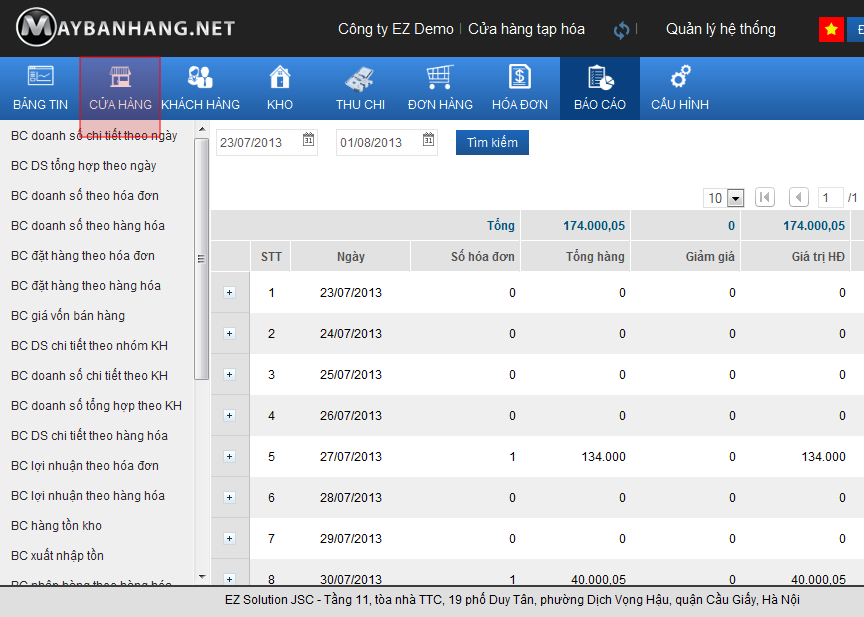 MAYBANHANG.NET
Công ty EZ Demo | Cửa hàng tạp hóa | Quản lý hệ thống
BẢNG TIN CỬA HÀNG KHÁCH HÀNG KHO THU CHI ĐƠN HÀNG HÓA ĐƠN BÁO CÁO CẤU HÌNH
BC doanh số chi tiết theo ngày
BC DS tổng hợp theo ngày
BC doanh số theo hóa đơn
BC doanh số theo hàng hóa
BC đặt hàng theo hóa đơn
BC đặt hàng theo hàng hóa
BC giá vốn bán hàng
BC DS chi tiết theo nhóm KH
BC doanh số chi tiết theo KH
BC doanh số tổng hợp theo KH
BC DS chi tiết theo hàng hóa
BC lợi nhuận theo hóa đơn
BC lợi nhuận theo hàng hóa
BC hàng tồn kho
BC xuất nhập tồn
BC nhập hàng theo hàng hóa
23/07/2013 01/08/2013 Tìm kiếm
10 1 /1
Tổng 174.000,05 0 174.000,05
STT Ngày Số hóa đơn Tổng hàng Giảm giá Giá trị HĐ
1 23/07/2013 0 0 0 0
2 24/07/2013 0 0 0 0
3 25/07/2013 0 0 0 0
4 26/07/2013 0 0 0 0
5 27/07/2013 1 134.000 0 134.000
6 28/07/2013 0 0 0 0
7 29/07/2013 0 0 0 0
8 30/07/2013 1 40.000,05 0 40.000,05
EZ Solution JSC - Tầng 11, tòa nhà TTC, 19 phố Duy Tân, phường Dịch Vọng Hậu, quận Cầu Giấy, Hà Nội